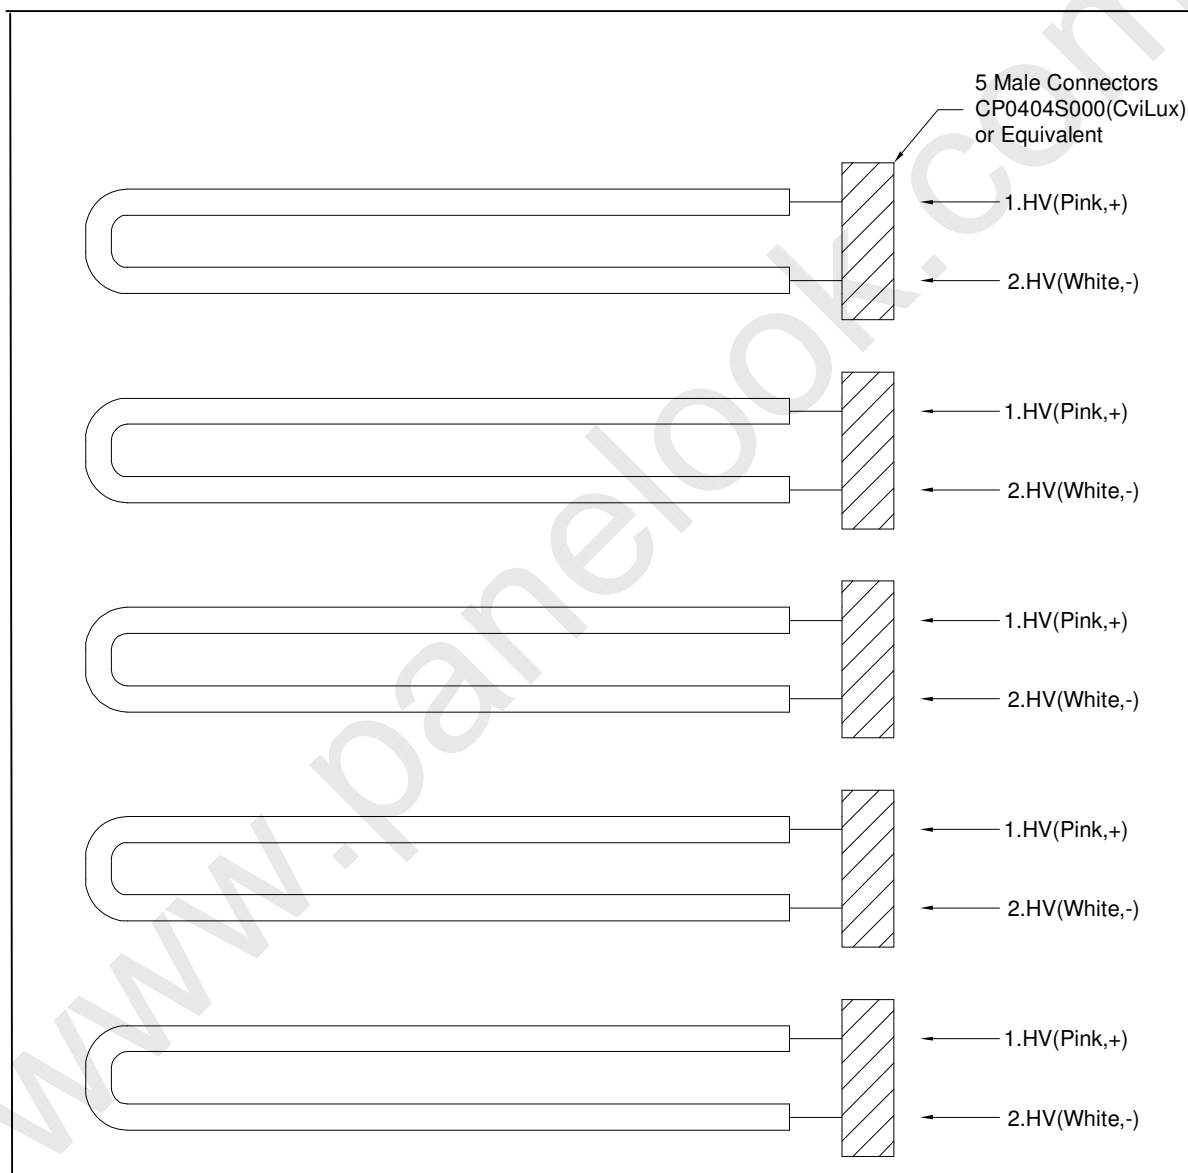 5 Male Connectors
CP0404S000(CviLux)
or Equivalent
1.HV(Pink,+)
2.HV(White,-)
1.HV(Pink,+)
2.HV(White,-)
1.HV(Pink,+)
2.HV(White,-)
1.HV(Pink,+)
2.HV(White,-)
1.HV(Pink,+)
2.HV(White,-)
www.panelook.com